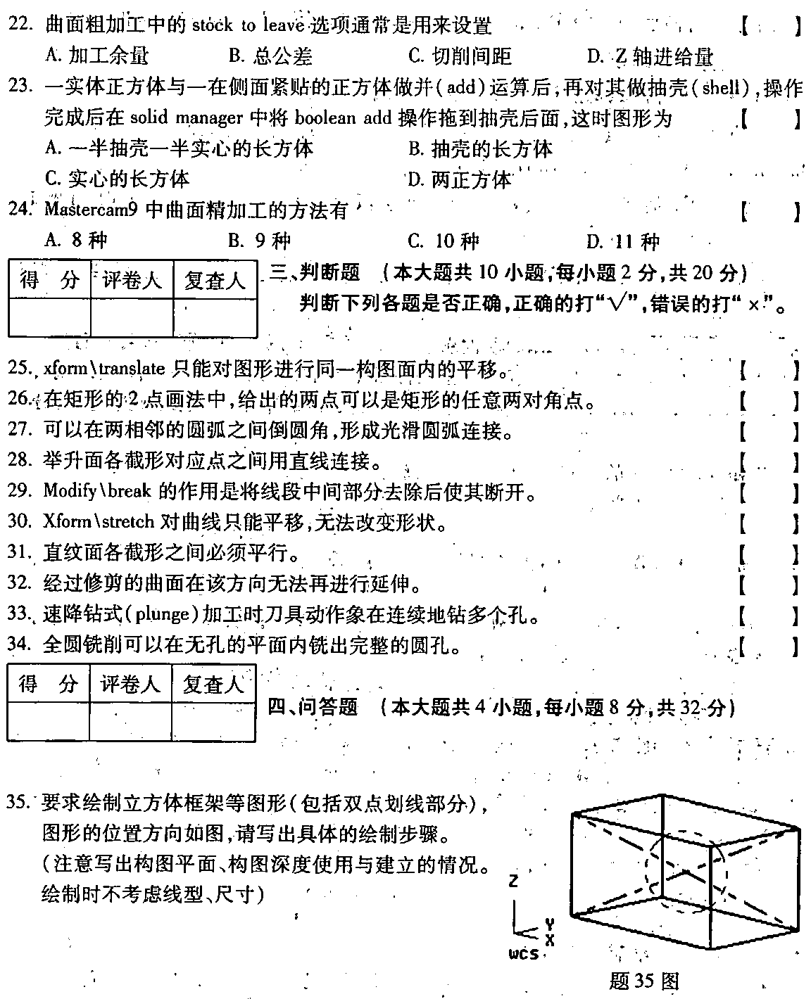 22. 曲面粗加工中的 stock to leave 选项通常是用来设置 【 】
A. 加工余量 B. 总公差 C. 切削间距 D. Z 轴进给量
23. 一实体正方体与一在侧面紧贴的正方体做并(add)运算后,再对其做抽壳(shell),操作
完成后在 solid manager 中将 boolean add 操作拖到抽壳后面,这时图形为 【 】
A. 一半抽壳一半实心的长方体 B. 抽壳的长方体
C. 实心的长方体 D. 两正方体
24. Mastercam9 中曲面精加工的方法有 【 】
A. 8 种 B. 9 种 C. 10 种 D. 11 种
得 分 评卷人 复查人
三、判断题 (本大题共 10 小题,每小题 2 分,共 20 分)
判断下列各题是否正确,正确的打“√”,错误的打“×”。
25. xform\translate 只能对图形进行同一构图面内的平移。 【 】
26. 在矩形的 2 点画法中,给出的两点可以是矩形的任意两对角点。 【 】
27. 可以在两相邻的圆弧之间倒圆角,形成光滑圆弧连接。 【 】
28. 举升面各截形对应点之间用直线连接。 【 】
29. Modify\break 的作用是将线段中间部分去除后使其断开。 【 】
30. Xform\stretch 对曲线只能平移,无法改变形状。 【 】
31. 直纹面各截形之间必须平行。 【 】
32. 经过修剪的曲面在该方向无法再进行延伸。 【 】
33. 速降钻式(plunge)加工时刀具动作象在连续地钻多个孔。 【 】
34. 全圆铣削可以在无孔的平面内铣出完整的圆孔。 【 】
得 分 评卷人 复查人
四、问答题 (本大题共 4 小题,每小题 8 分,共 32 分)
35. 要求绘制立方体框架等图形(包括双点划线部分),
图形的位置方向如图,请写出具体的绘制步骤。
(注意写出构图平面、构图深度使用与建立的情况。
绘制时不考虑线型、尺寸)
Z
Y
X
WCS
题 35 图